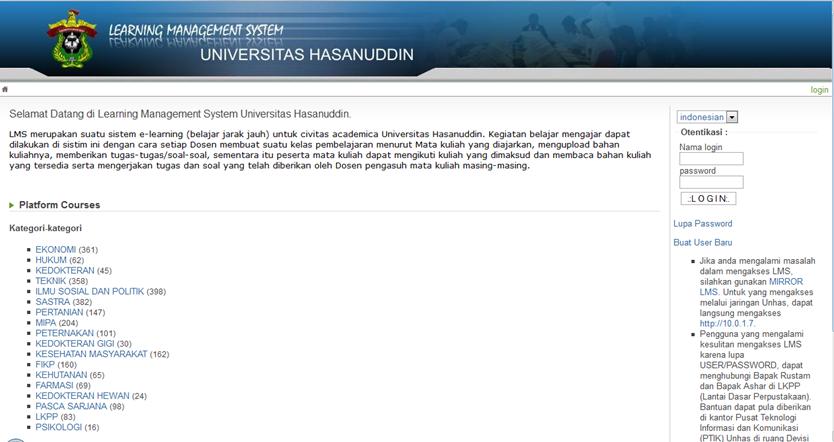 LEARNING MANAGEMENT SYSTEM
UNIVERSITAS HASANUDDIN
login
Selamat Datang di Learning Management System Universitas Hasanuddin.
LMS merupakan suatu sistem e-learning (belajar jarak jauh) untuk civitas academica Universitas Hasanuddin. Kegiatan belajar mengajar dapat
dilakukan di sistim ini dengan cara setiap Dosen membuat suatu kelas pembelajaran menurut Mata kuliah yang diajarkan, mengupload bahan
kuliahnya, memberikan tugas-tugas/soal-soal, sementara itu peserta mata kuliah dapat mengikuti kuliah yang dimaksud dan membaca bahan kuliah
yang tersedia serta mengerjakan tugas dan soal yang telah diberikan oleh Dosen pengasuh mata kuliah masing-masing.
Platform Courses
Kategori-kategori
EKONOMI (361)
HUKUM (62)
KEDOKTERAN (45)
TEKNIK (358)
ILMU SOSIAL DAN POLITIK (398)
SASTRA (382)
PERTANIAN (147)
MIPA (204)
PETERNAKAN (101)
KEDOKTERAN GIGI (30)
KESEHATAN MASYARAKAT (162)
FIKP (160)
KEHUTANAN (65)
FARMASI (69)
KEDOKTERAN HEWAN (24)
PASCA SARJANA (98)
LKPP (83)
PSIKOLOGI (16)
indonesian
Otentikasi :
Nama login
password
.:L O G I N:.
Lupa Password
Buat User Baru
Jika anda mengalami masalah
dalam mengakses LMS,
silahkan gunakan MIRROR
LMS. Untuk yang mengakses
melalui jaringan Unhas, dapat
langsung mengakses
http://10.0.1.7.
Pengguna yang mengalami
kesulitan mengakses LMS
karena lupa
USER/PASSWORD, dapat
menghubungi Bapak Rustam
dan Bapak Ashar di LKPP
(Lantai Dasar Perpustakaan).
Bantuan dapat pula diberikan
di kantor Pusat Teknologi
Informasi dan Komunikasi
(PTIK) Unhas di ruang Devisi